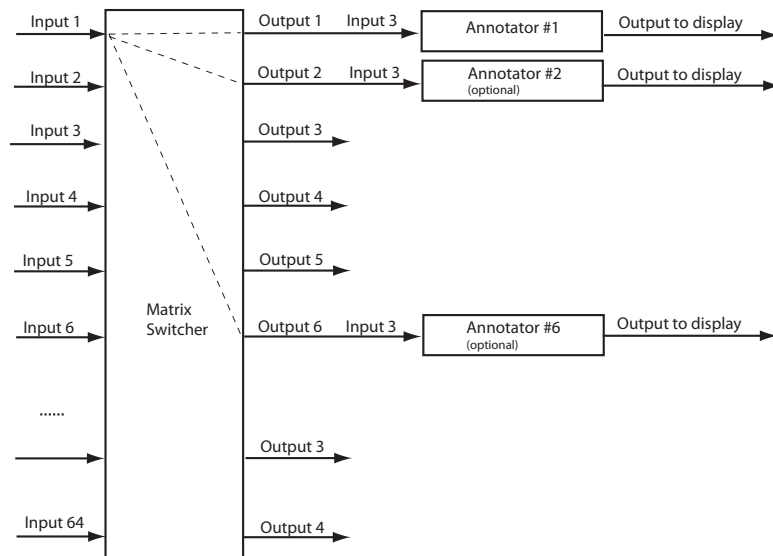 Input 1
Output 1
Input 3
Annotator #1
Output to display
Input 2
Output 2
Input 3
Annotator #2
(optional)
Output to display
Input 3
Output 3
Input 4
Output 4
Input 5
Output 5
Matrix
Switcher
Input 6
Output 6
Input 3
Annotator #6
(optional)
Output to display
......
Output 3
Input 64
Output 4